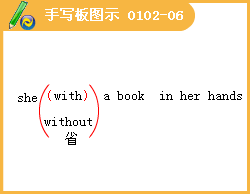 手写板图示 0102-06
she (with) a book in her hands
without
省